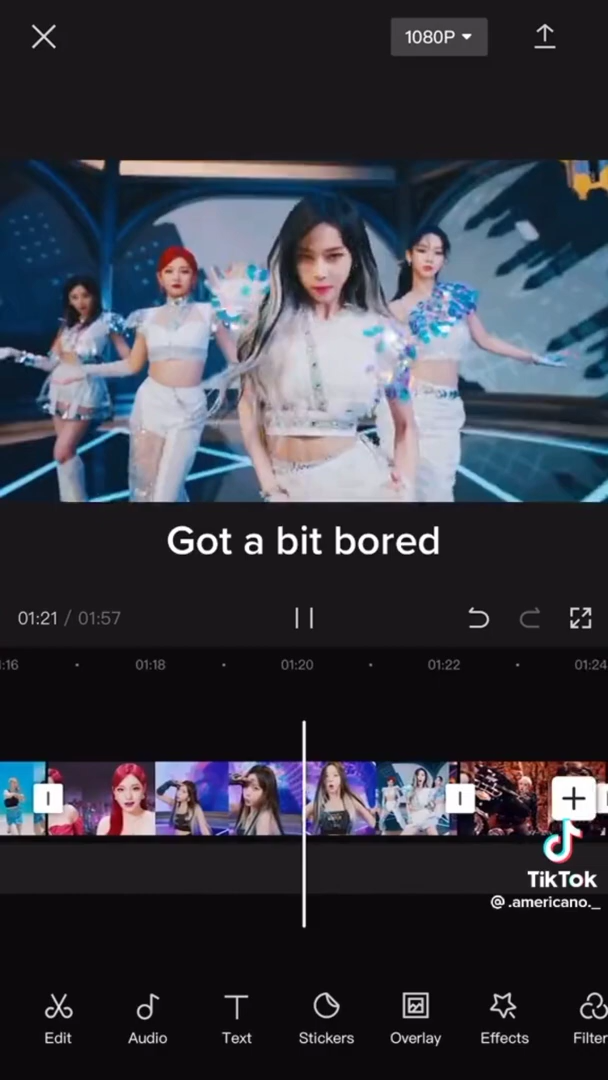 1080P
Got a bit bored
01:21 / 01:57
:16
01:18
01:20
01:22
01:24
TikTok
@.americano._
Edit
Audio
Text
Stickers
Overlay
Effects
Filter